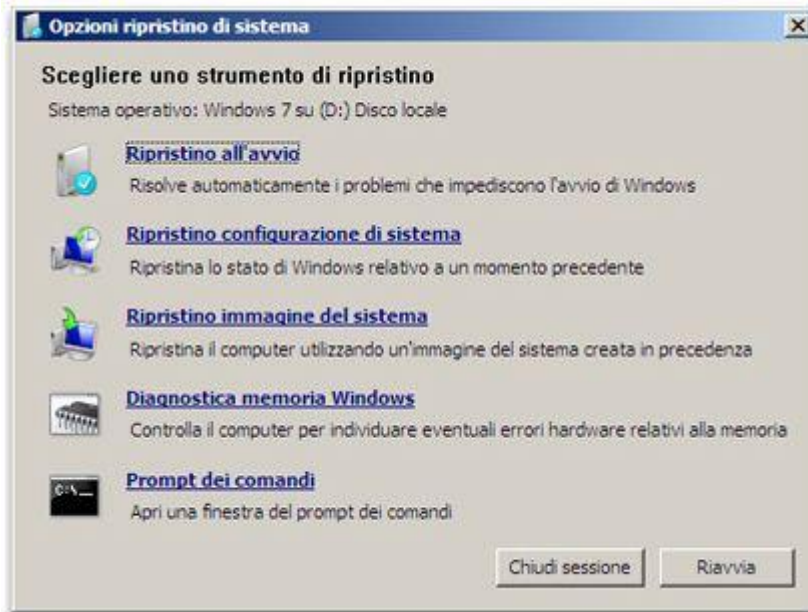 Opzioni ripristino di sistema
Scegliere uno strumento di ripristino
Sistema operativo: Windows 7 su (D:) Disco locale
Ripristino all'avvio
Risolve automaticamente i problemi che impediscono l'avvio di Windows
Ripristino configurazione di sistema
Ripristina lo stato di Windows relativo a un momento precedente
Ripristino immagine del sistema
Ripristina il computer utilizzando un'immagine del sistema creata in precedenza
Diagnostica memoria Windows
Controlla il computer per individuare eventuali errori hardware relativi alla memoria
C:\_
Prompt dei comandi
Apri una finestra del prompt dei comandi
Chiudi sessione
Riavvia